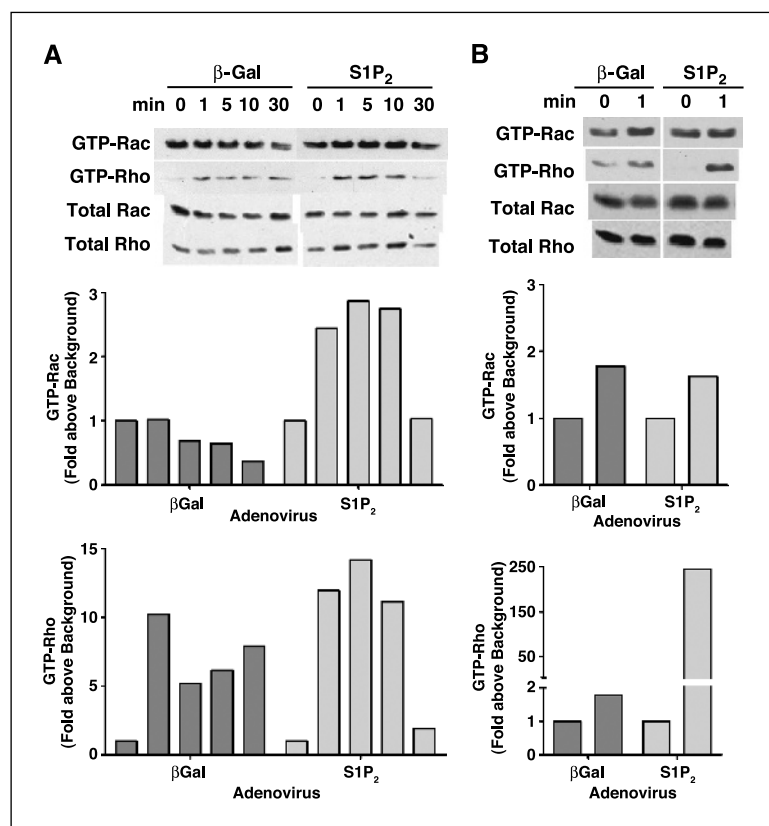 A
β-Gal S1P₂
min 0 1 5 10 30 0 1 5 10 30
GTP-Rac
GTP-Rho
Total Rac
Total Rho
3
2
1
0
GTP-Rac
(Fold above Background)
βGal S1P₂
Adenovirus
15
10
5
0
GTP-Rho
(Fold above Background)
βGal S1P₂
Adenovirus
B
β-Gal S1P₂
min 0 1 0 1
GTP-Rac
GTP-Rho
Total Rac
Total Rho
3
2
1
0
GTP-Rac
(Fold above Background)
βGal S1P₂
Adenovirus
250
150
50
2
1
0
GTP-Rho
(Fold above Background)
βGal S1P₂
Adenovirus